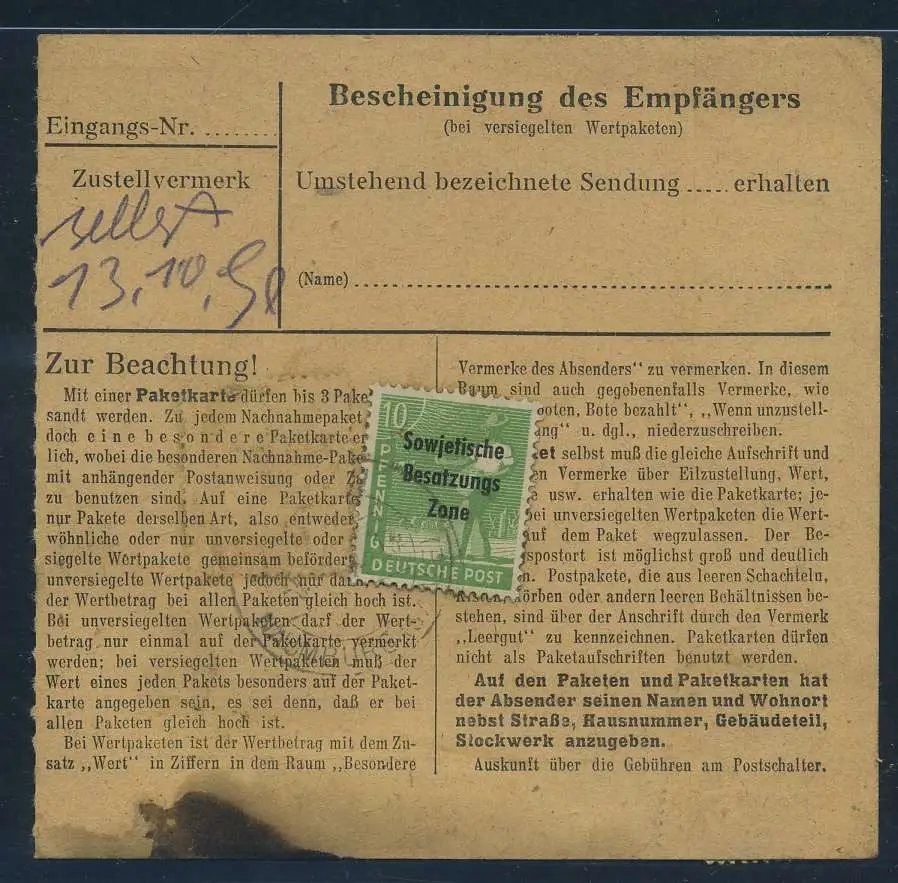 Eingangs-Nr. ........
Zustellvermerk
selbst
13.10.
Bescheinigung des Empfängers
(bei versiegelten Wertpaketen)
Umstehend bezeichnete Sendung ..... erhalten
(Name)
Zur Beachtung!
Mit einer Paketkarte dürfen bis 3 Pake
sandt werden. Zu jedem Nachnahmepaket
doch eine besondere Paketkarte er
lich, wobei die besonderen Nachnahme-Pake
mit anhängender Postanweisung oder
zu benutzen sind. Auf eine Paketkarte
nur Pakete derselben Art, also entweder
wöhnliche oder nur unversiegelte oder
siegelte Wertpakete gemeinsam beförder
unversiegelte Wertpakete jedoch nur dann
der Wertbetrag bei allen Paketen gleich hoch ist.
Bei unversiegelten Wertpaketen darf der Wert-
betrag nur einmal auf der Paketkarte vermerkt
werden; bei versiegelten Wertpaketen muß der
Wert eines jeden Pakets besonders auf der Paket-
karte angegeben sein, es sei denn, daß er bei
allen Paketen gleich hoch ist.
Bei Wertpaketen ist der Wertbetrag mit dem Zu-
satz „Wert" in Ziffern in dem Raum „Besondere
Vermerke des Absenders" zu vermerken. In diesem
Raum sind auch gegebenenfalls Vermerke, wie
ooten, Bote bezahlt", „Wenn unzustell-
ng" u. dgl., niederzuschreiben.
et selbst muß die gleiche Aufschrift und
n Vermerke über Eilzustellung, Wert,
usw. erhalten wie die Paketkarte; je-
bei unversiegelten Wertpaketen die Wert-
uf dem Paket wegzulassen. Der Be-
spostort ist möglichst groß und deutlich
n. Postpakete, die aus leeren Schachteln,
örben oder andern leeren Behältnissen be-
stehen, sind über der Anschrift durch den Vermerk
„Leergut" zu kennzeichnen. Paketkarten dürfen
nicht als Paketaufschriften benutzt werden.
Auf den Paketen und Paketkarten hat
der Absender seinen Namen und Wohnort
nebst Straße, Hausnummer, Gebäudeteil,
Stockwerk anzugeben.
Auskunft über die Gebühren am Postschalter.
10
PFENNIG
Sowjetische
Besatzungs
Zone
DEUTSCHE POST